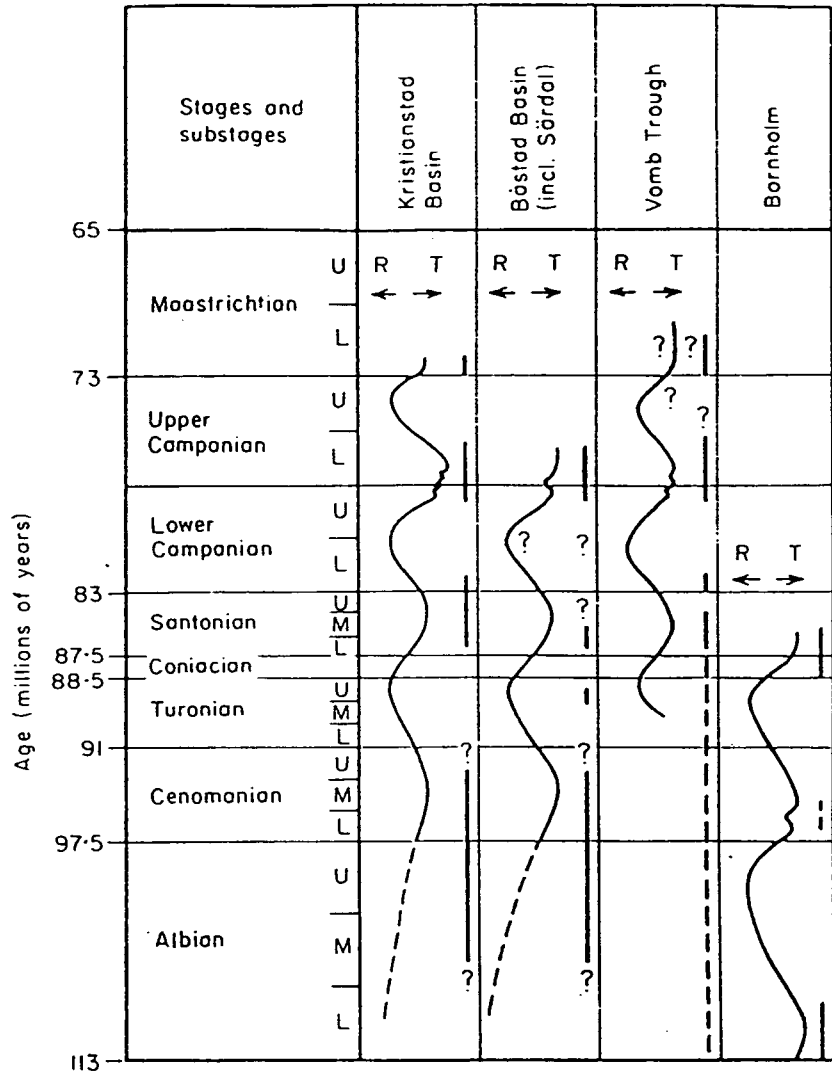 Stages and
substages
Kristianstad
Basin
Båstad Basin
(incl. Särdal)
Vomb Trough
Bornholm
Age (millions of years)
65
Maastrichtian
U
L
R T
R T
R T
? ?
73
Upper
Campanian
U
L
?
?
Lower
Campanian
U
L
?
?
R T
83
Santonian
U
M
L
?
87·5
Coniacian
88·5
Turonian
U
M
L
91
?
?
Cenomanian
U
M
L
97·5
Albian
U
M
L
?
?
113